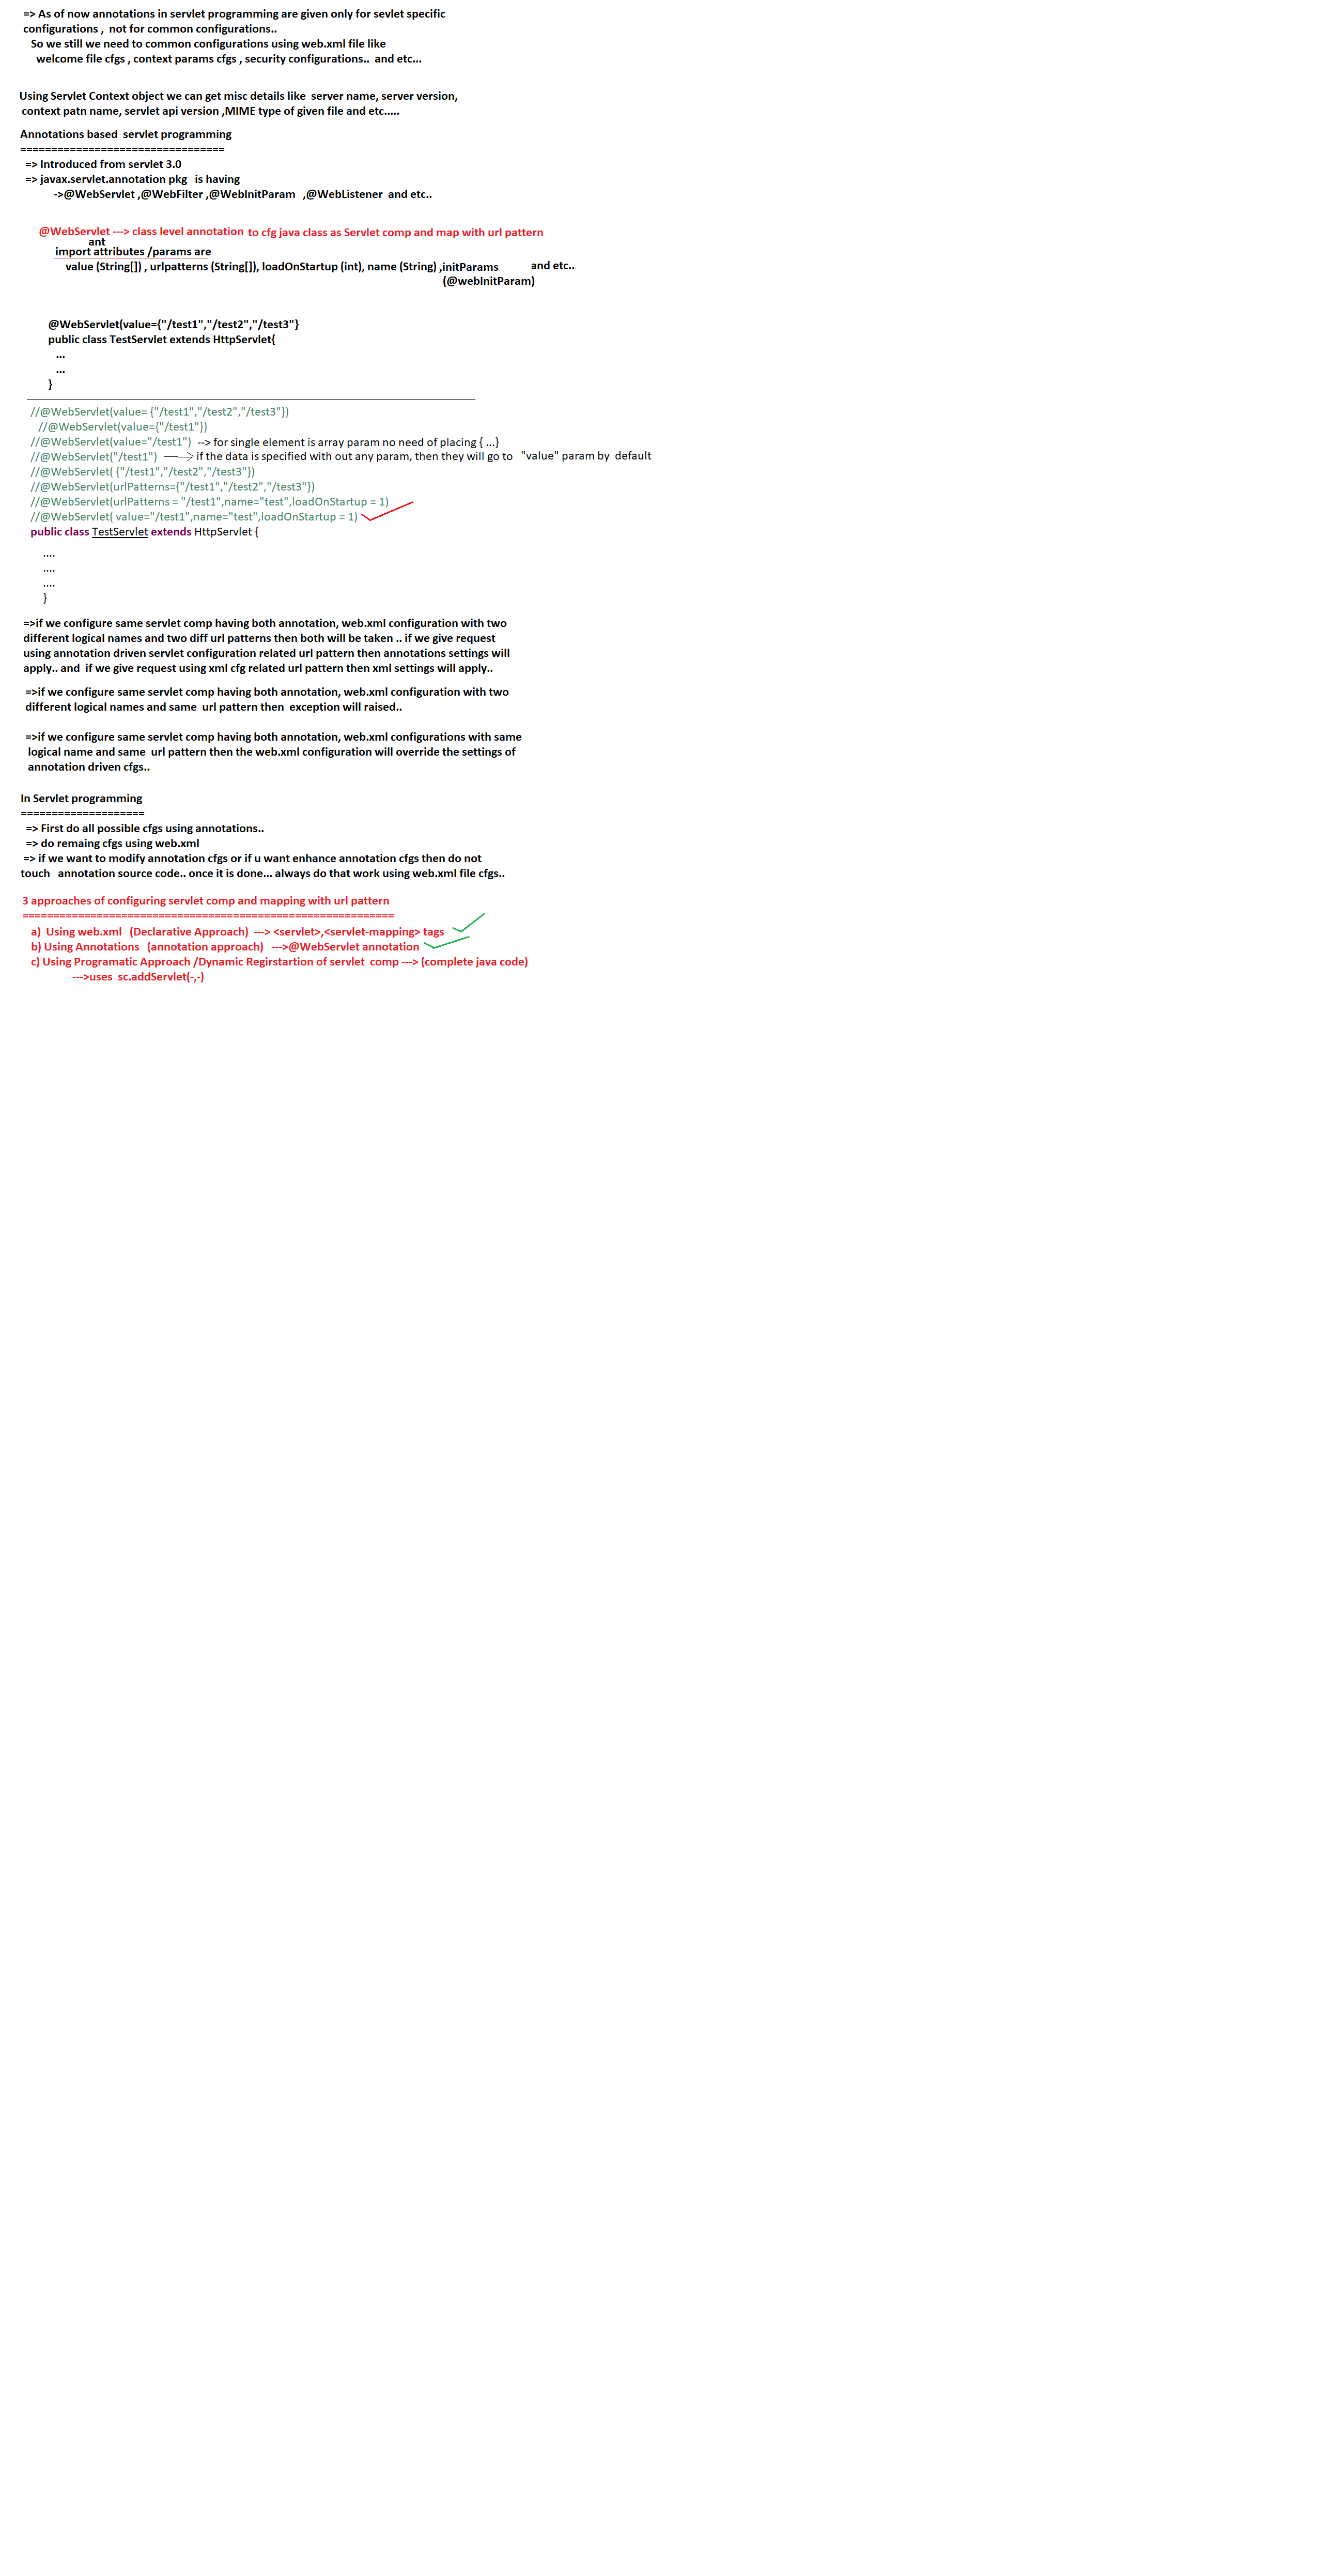 => As of now annotations in servlet programming are given only for sevlet specific
configurations , not for common configurations..
So we still we need to common configurations using web.xml file like
welcome file cfgs , context params cfgs , security configurations.. and etc...
Using Servlet Context object we can get misc details like server name, server version,
context patn name, servlet api version ,MIME type of given file and etc.....
Annotations based servlet programming
=================================
=> Introduced from servlet 3.0
=> javax.servlet.annotation pkg is having
->@WebServlet ,@WebFilter ,@WebInitParam ,@WebListener and etc..
@WebServlet ---> class level annotation to cfg java class as Servlet comp and map with url pattern
ant
import attributes /params are
value (String[]) , urlpatterns (String[]), loadOnStartup (int), name (String) ,initParams and etc..
(@webInitParam)
@WebServlet(value={"/test1","/test2","/test3"}
public class TestServlet extends HttpServlet{
...
...
}
//@WebServlet(value= {"/test1","/test2","/test3"})
//@WebServlet(value={"/test1"})
//@WebServlet(value="/test1") --> for single element is array param no need of placing { ...}
//@WebServlet("/test1") if the data is specified with out any param, then they will go to "value" param by default
//@WebServlet( {"/test1","/test2","/test3"})
//@WebServlet(urlPatterns={"/test1","/test2","/test3"})
//@WebServlet(urlPatterns = "/test1",name="test",loadOnStartup = 1)
//@WebServlet( value="/test1",name="test",loadOnStartup = 1)
public class TestServlet extends HttpServlet {
....
....
....
}
=>if we configure same servlet comp having both annotation, web.xml configuration with two
different logical names and two diff url patterns then both will be taken .. if we give request
using annotation driven servlet configuration related url pattern then annotations settings will
apply.. and if we give request using xml cfg related url pattern then xml settings will apply..
=>if we configure same servlet comp having both annotation, web.xml configuration with two
different logical names and same url pattern then exception will raised..
=>if we configure same servlet comp having both annotation, web.xml configurations with same
logical name and same url pattern then the web.xml configuration will override the settings of
annotation driven cfgs..
In Servlet programming
====================
=> First do all possible cfgs using annotations..
=> do remaing cfgs using web.xml
=> if we want to modify annotation cfgs or if u want enhance annotation cfgs then do not
touch annotation source code.. once it is done... always do that work using web.xml file cfgs..
3 approaches of configuring servlet comp and mapping with url pattern
============================================================
a) Using web.xml (Declarative Approach) ---> <servlet>,<servlet-mapping> tags
b) Using Annotations (annotation approach) --->@WebServlet annotation
c) Using Programatic Approach /Dynamic Regirstartion of servlet comp ---> (complete java code)
--->uses sc.addServlet(-,-)